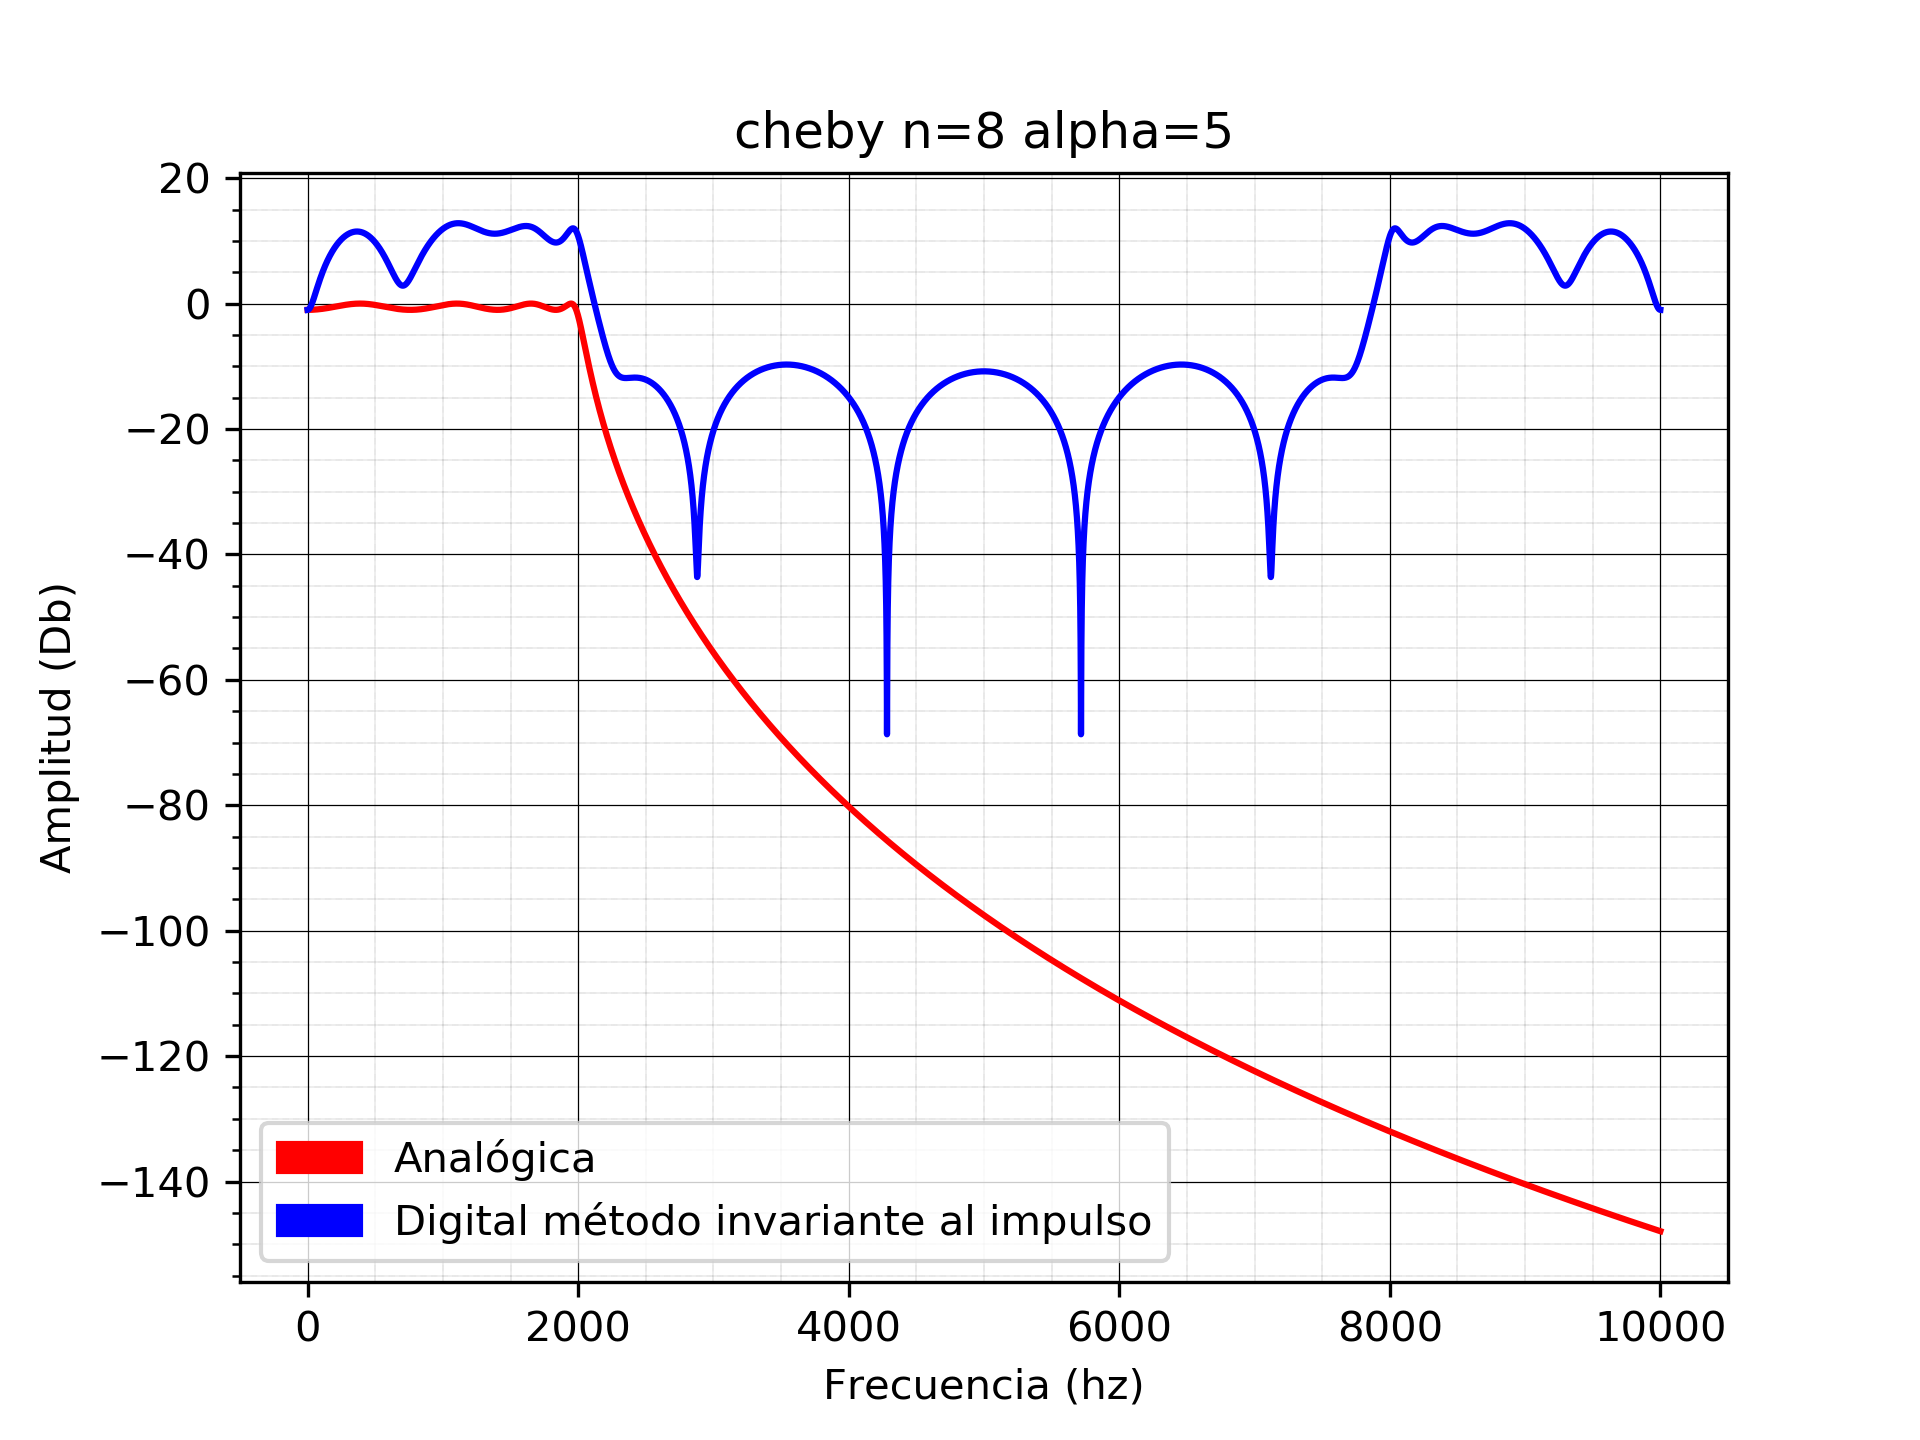 cheby n=8 alpha=5
20
0
−20
−40
−60
−80
−100
−120
−140
Amplitud (Db)
Analógica
Digital método invariante al impulso
0 2000 4000 6000 8000 10000
Frecuencia (hz)